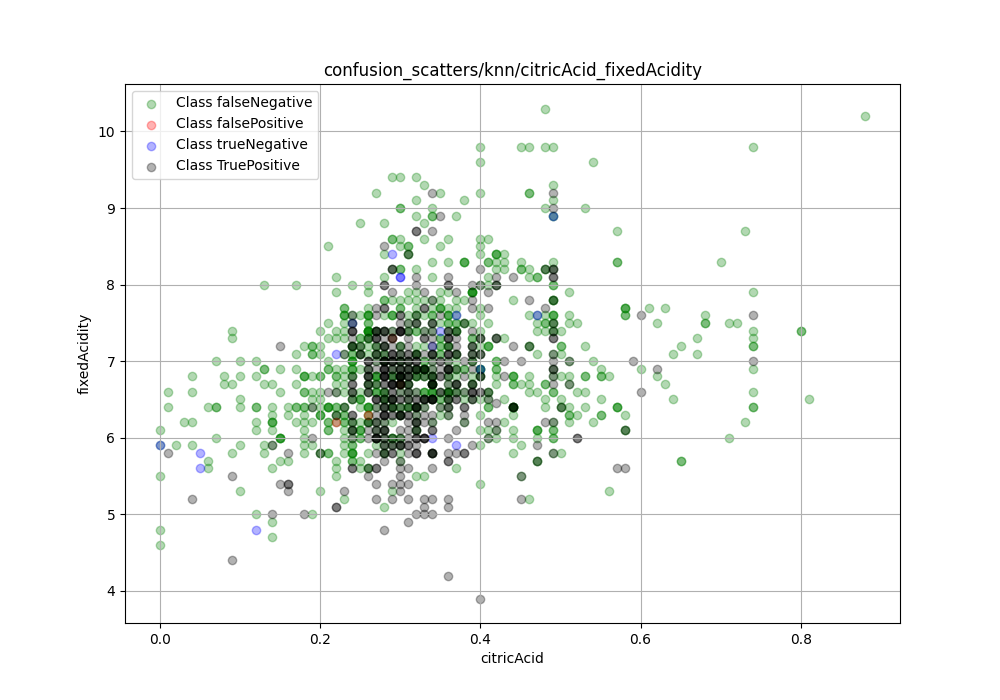 confusion_scatters/knn/citricAcid_fixedAcidity
Class falseNegative
Class falsePositive
Class trueNegative
Class TruePositive
10
9
8
7
6
5
4
fixedAcidity
0.0 0.2 0.4 0.6 0.8
citricAcid